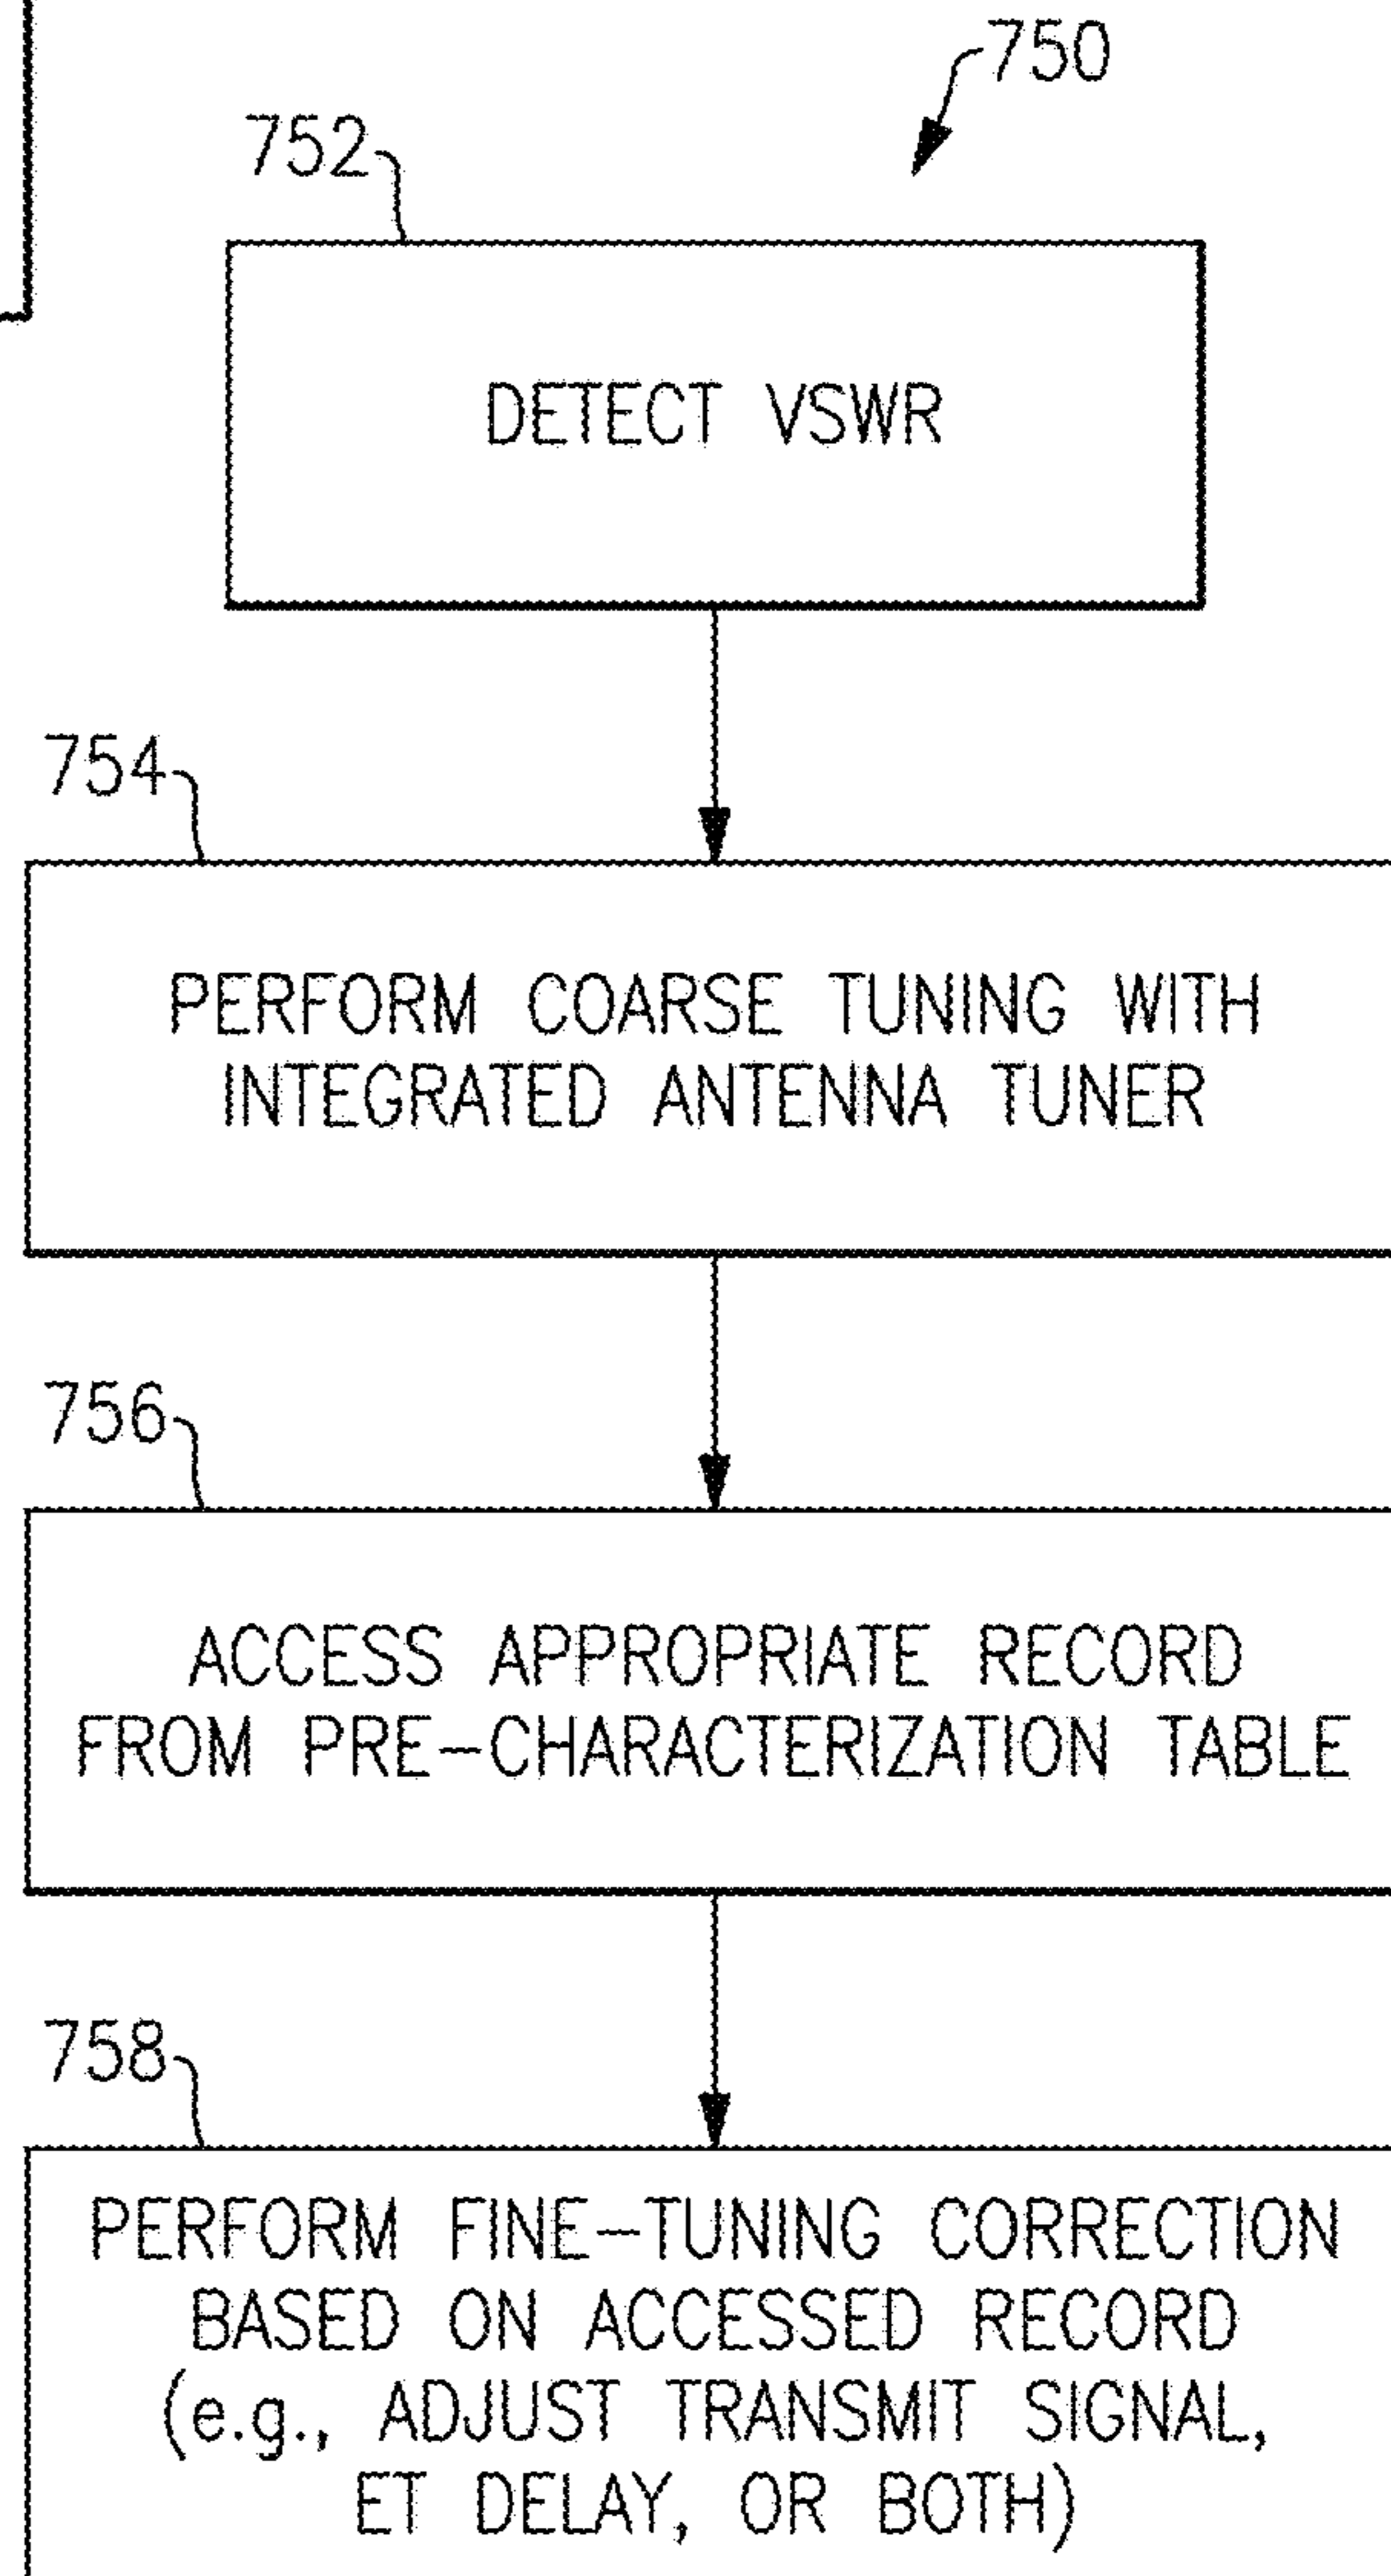 750
752
DETECT VSWR
754
PERFORM COARSE TUNING WITH
INTEGRATED ANTENNA TUNER
756
ACCESS APPROPRIATE RECORD
FROM PRE-CHARACTERIZATION TABLE
758
PERFORM FINE-TUNING CORRECTION
BASED ON ACCESSED RECORD
(e.g., ADJUST TRANSMIT SIGNAL,
ET DELAY, OR BOTH)